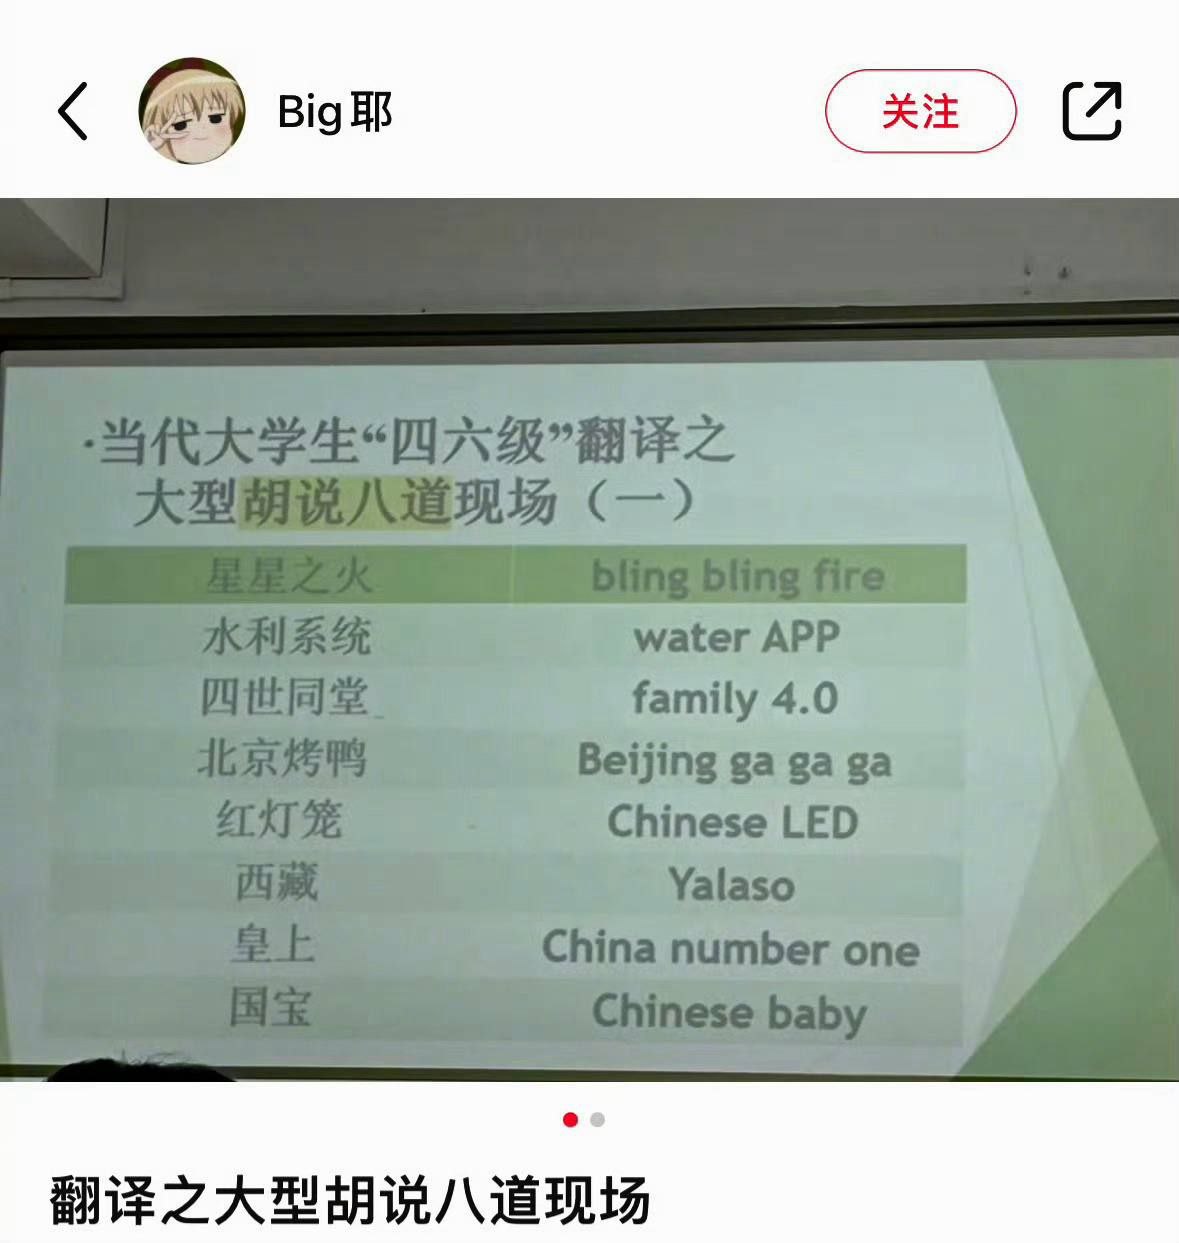 Big耶
关注
·当代大学生“四六级”翻译之
大型胡说八道现场（一）
星星之火 bling bling fire
水利系统 water APP
四世同堂 family 4.0
北京烤鸭 Beijing ga ga ga
红灯笼 Chinese LED
西藏 Yalaso
皇上 China number one
国宝 Chinese baby
翻译之大型胡说八道现场